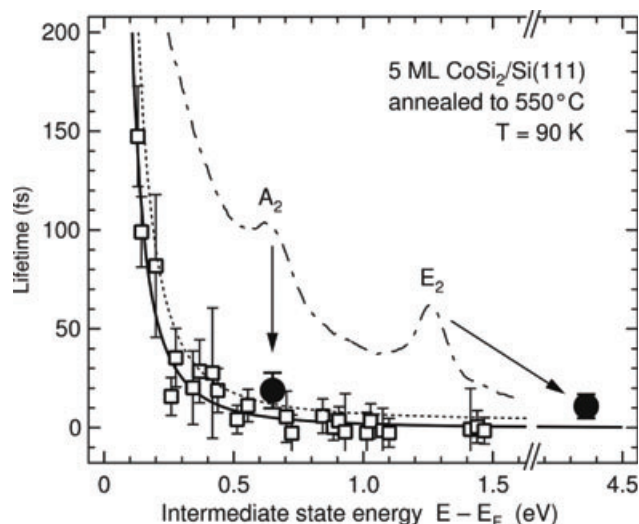 200
150
100
50
0
Lifetime (fs)
5 ML CoSi₂/Si(111)
annealed to 550°C
T = 90 K
A₂
E₂
0 0.5 1.0 1.5 4.5
Intermediate state energy E – E_F (eV)